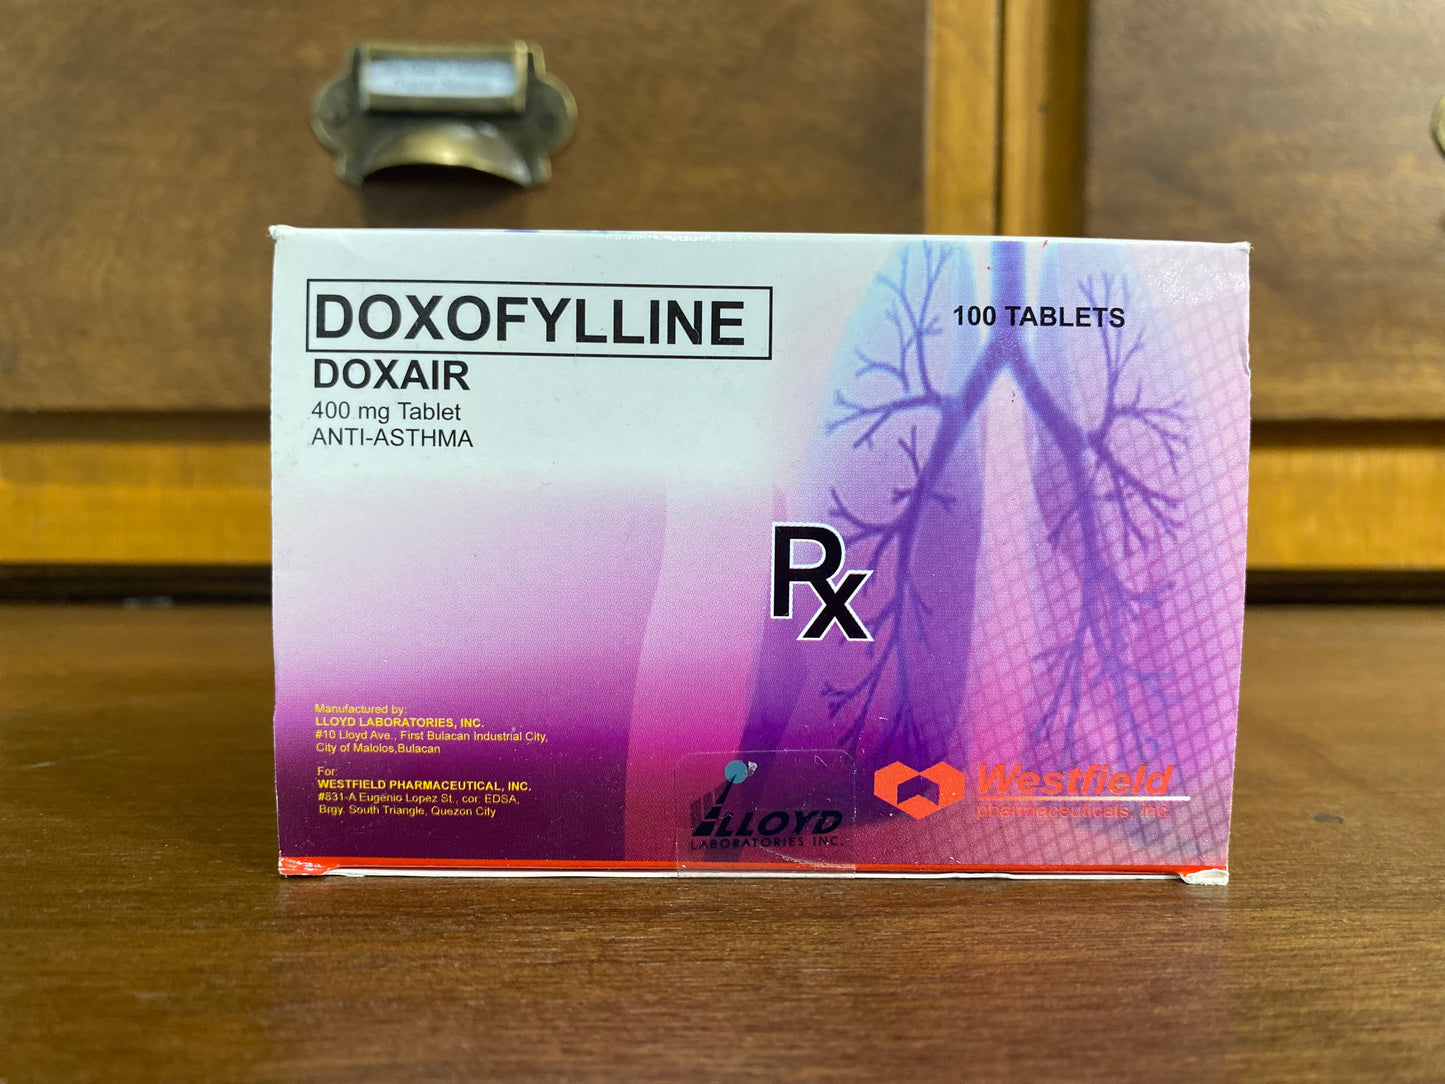 DOXOFYLLINE
DOXAIR
400 mg Tablet
ANTI-ASTHMA
100 TABLETS
Rx
Manufactured by:
LLOYD LABORATORIES, INC.
#10 Lloyd Ave., First Bulacan Industrial City,
City of Malolos,Bulacan
For:
WESTFIELD PHARMACEUTICAL, INC.
#831-A Eugenio Lopez St., cor. EDSA,
Brgy. South Triangle, Quezon City
LLOYD
LABORATORIES INC.
Westfield
pharmaceuticals, inc.